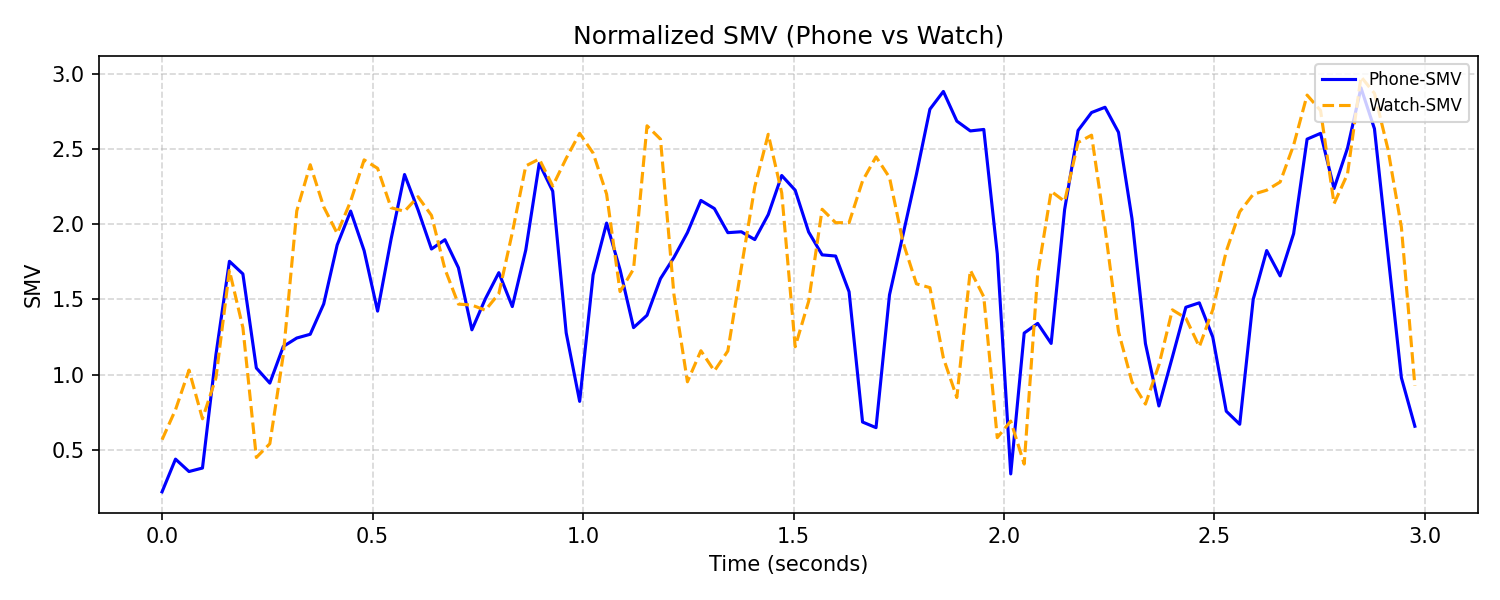 Normalized SMV (Phone vs Watch)
Phone-SMV
Watch-SMV
SMV
3.0
2.5
2.0
1.5
1.0
0.5
0.0 0.5 1.0 1.5 2.0 2.5 3.0
Time (seconds)